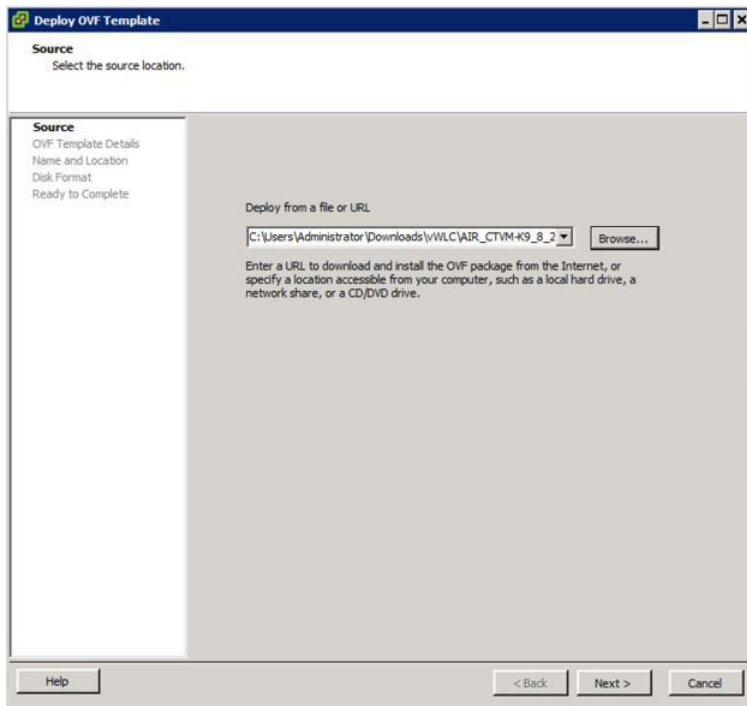 Deploy OVF Template
Source
Select the source location.
Source
OVF Template Details
Name and Location
Disk Format
Ready to Complete
Deploy from a file or URL
C:\Users\Administrator\Downloads\vWLC\AIR_CTVM-K9_8_2
Browse...
Enter a URL to download and install the OVF package from the Internet, or
specify a location accessible from your computer, such as a local hard drive, a
network share, or a CD/DVD drive.
Help
< Back
Next >
Cancel